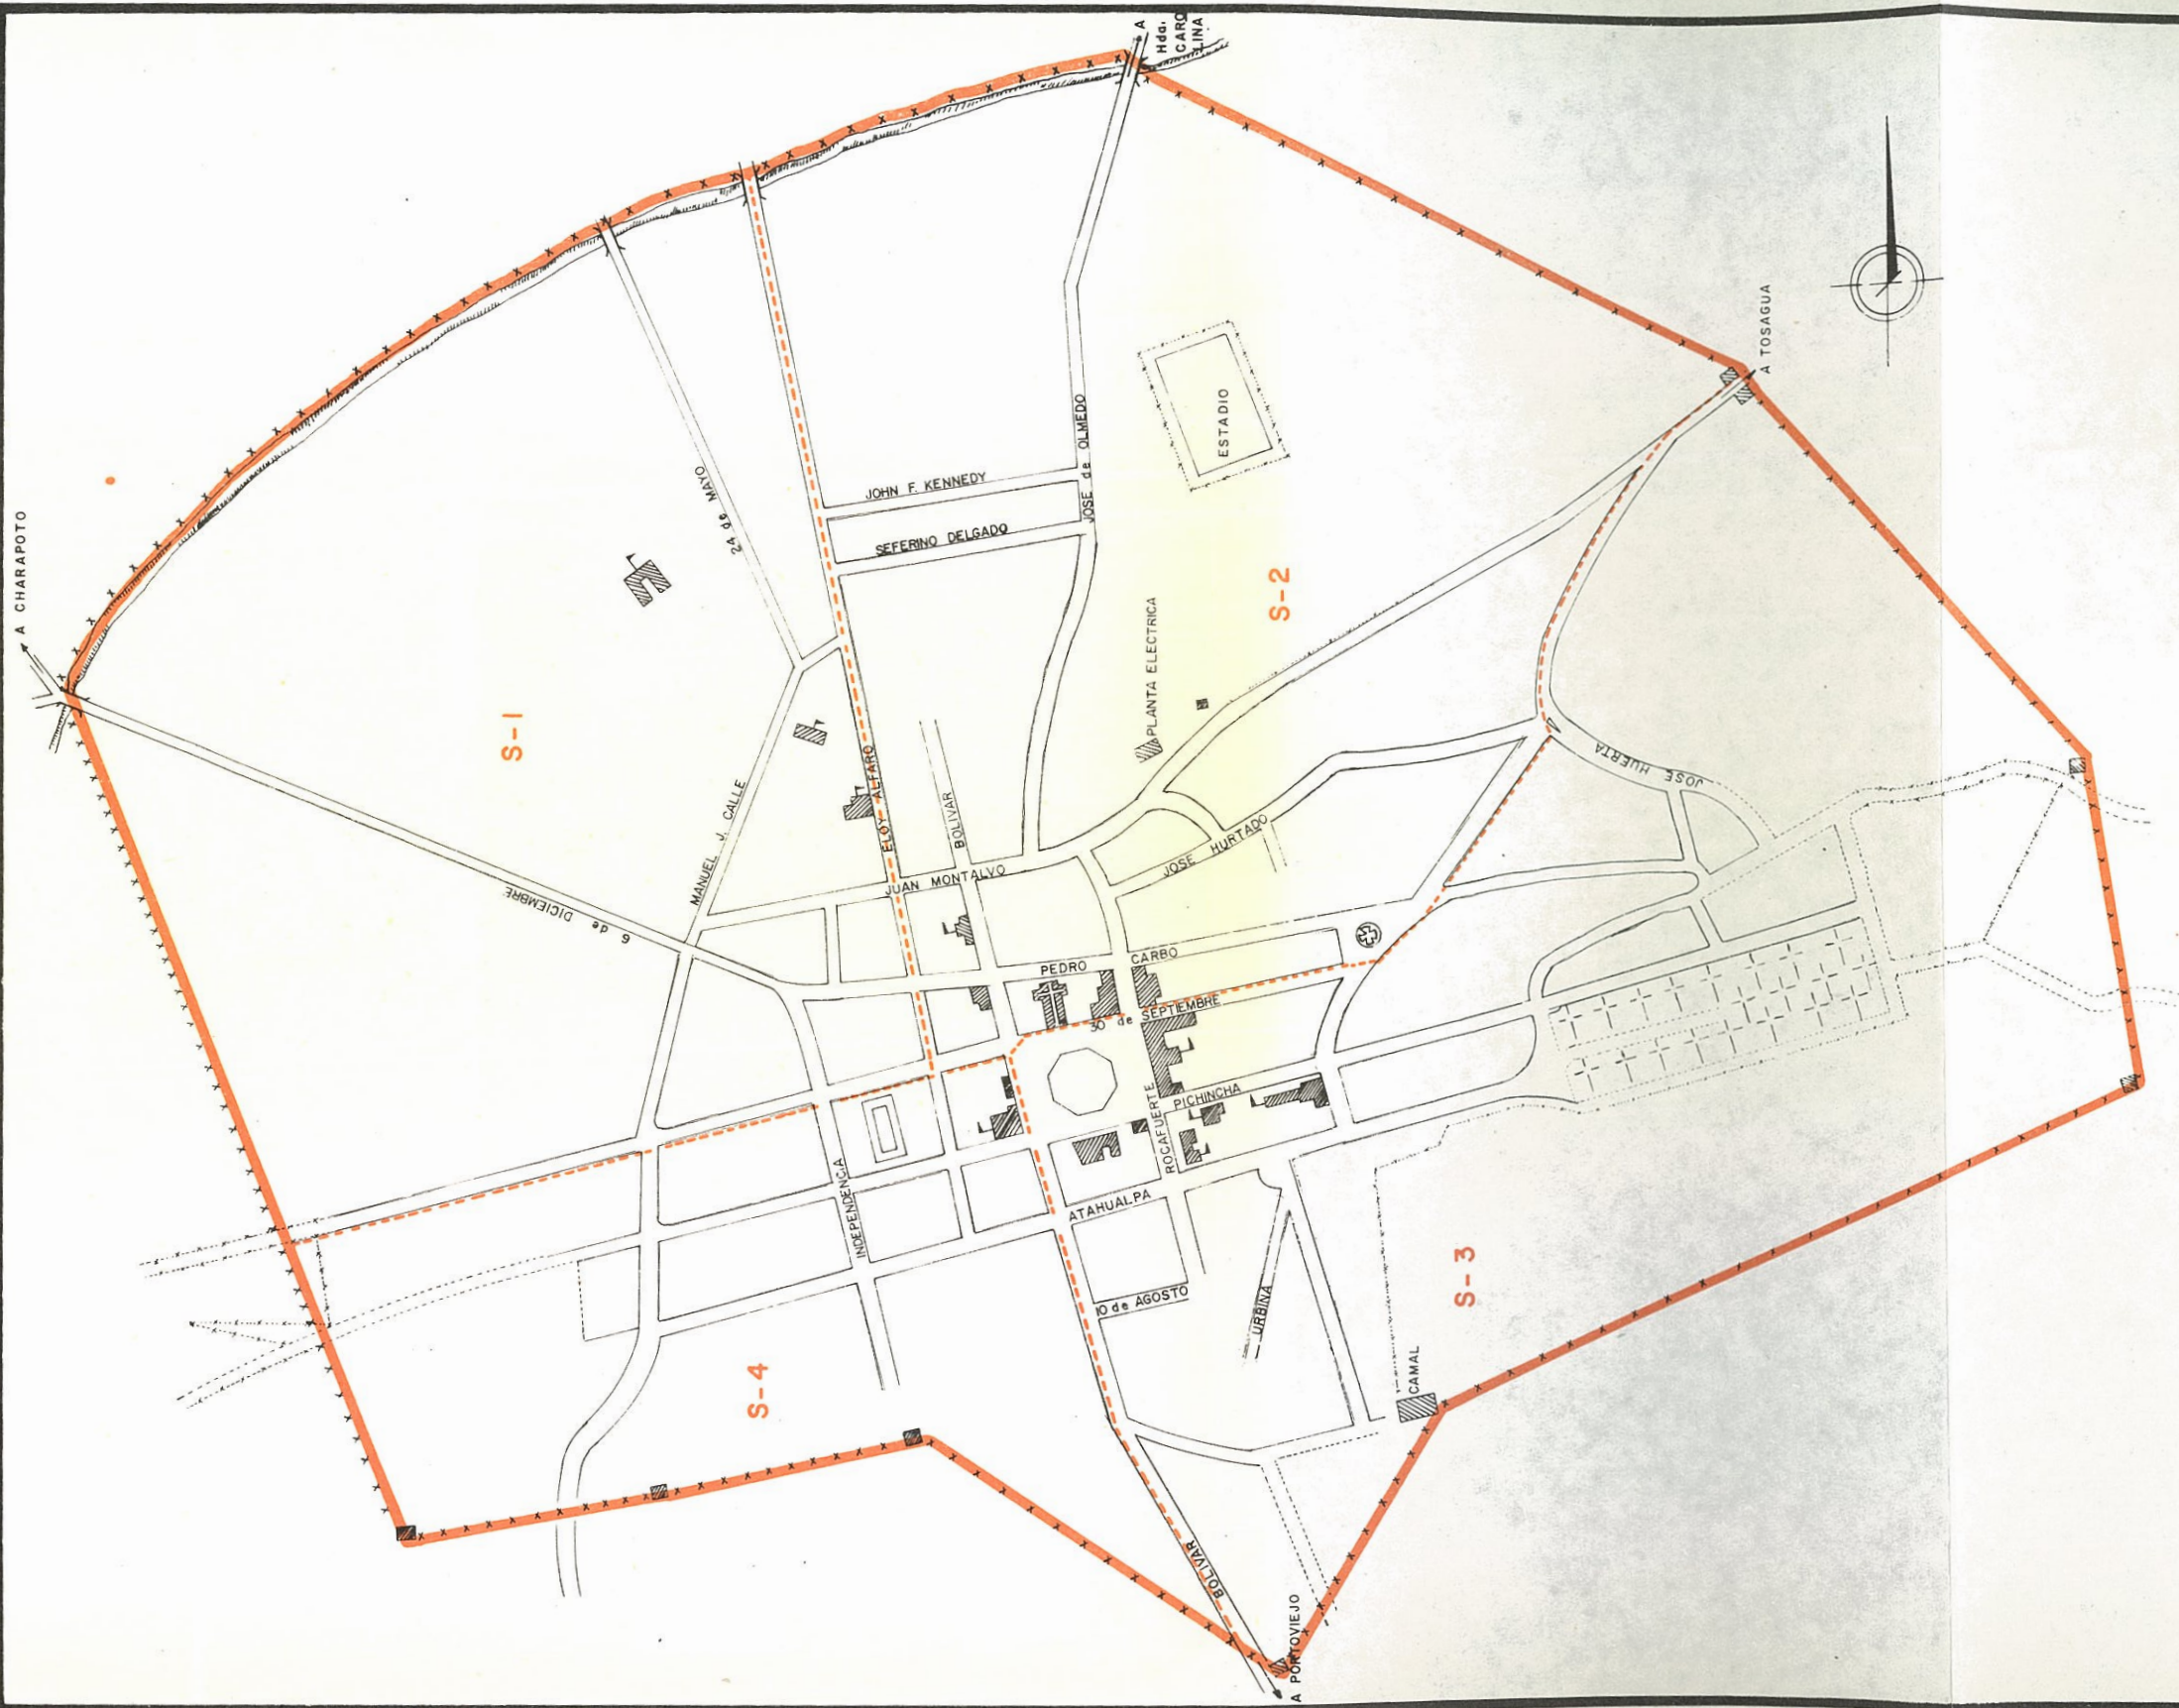 A CHARAPOTO
A
Hda.
CARO
LINA
A TOSAGUA
ESTADIO
JOSE de OLMEDO
JOHN F. KENNEDY
SEFERINO DELGADO
24 de MAYO
S-1
S-2
PLANTA ELECTRICA
JOSE HUERTA
ELOY ALFARO
BOLIVAR
MANUEL J. CALLE
JUAN MONTALVO
JOSE HURTADO
6 de DICIEMBRE
PEDRO CARBO
30 de SEPTIEMBRE
ROCAFUERTE
PICHINCHA
INDEPENDENCIA
ATAHUALPA
10 de AGOSTO
URBINA
S-3
S-4
CAMAL
BOLIVAR
A PORTOVIEJO